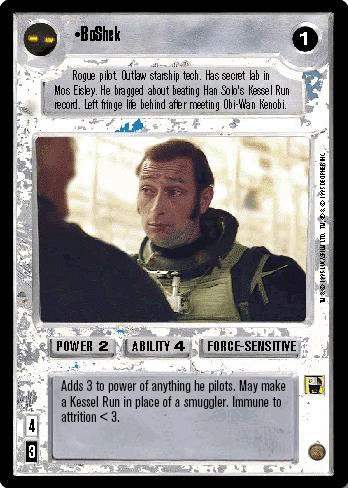 •BoShek
1
Rogue pilot. Outlaw starship tech. Has secret lab in
Mos Eisley. He bragged about beating Han Solo's Kessel Run
record. Left fringe life behind after meeting Obi-Wan Kenobi.
POWER 2 ABILITY 4 FORCE-SENSITIVE
Adds 3 to power of anything he pilots. May make
a Kessel Run in place of a smuggler. Immune to
attrition < 3.
4
3